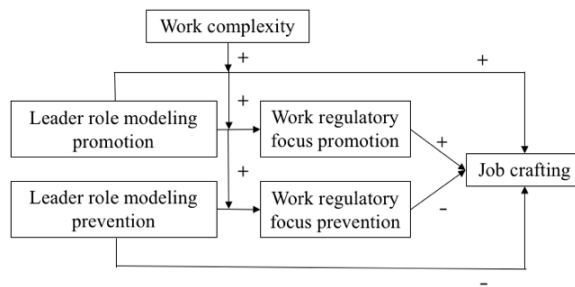 Work complexity
+
+
+
Leader role modeling
promotion
Work regulatory
focus promotion
+
Job crafting
+
Leader role modeling
prevention
Work regulatory
focus prevention
-
-